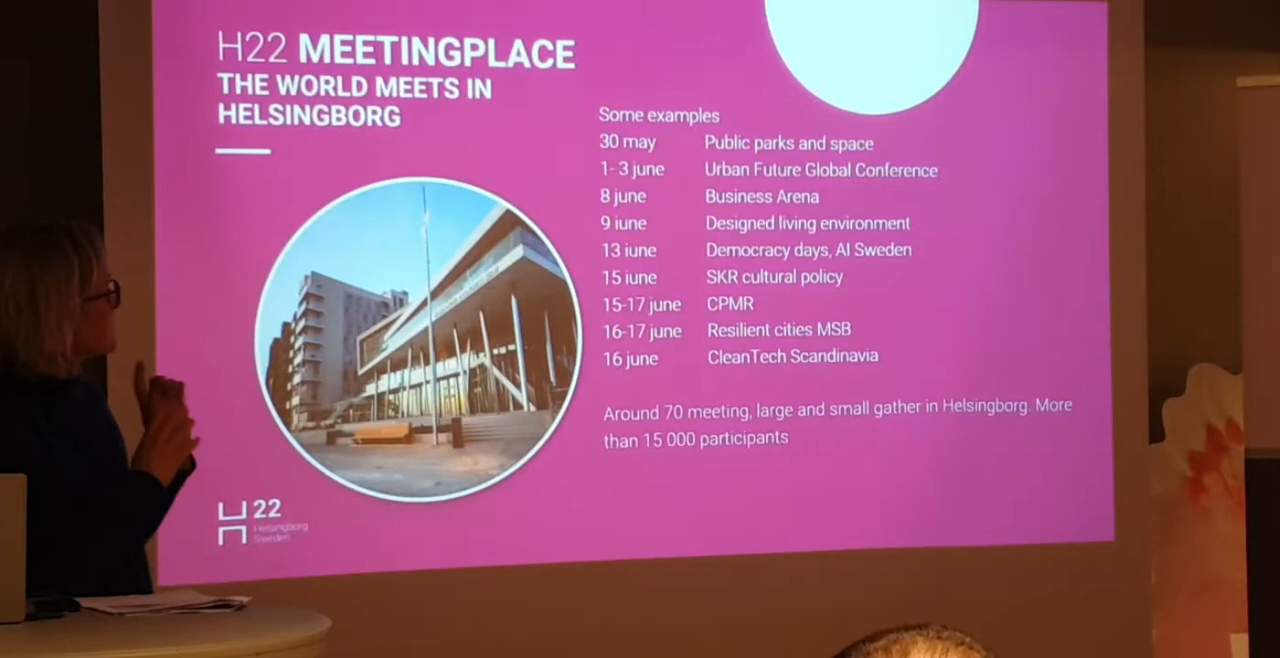 H22 MEETINGPLACE
THE WORLD MEETS IN
HELSINGBORG
Some examples
30 may Public parks and space
1- 3 june Urban Future Global Conference
8 june Business Arena
9 iune Designed living environment
13 iune Democracy days, AI Sweden
15 iune SKR cultural policy
15-17 june CPMR
16-17 june Resilient cities MSB
16 june CleanTech Scandinavia
Around 70 meeting, large and small gather in Helsingborg. More
than 15 000 participants
H22
Helsingborg
Sweden